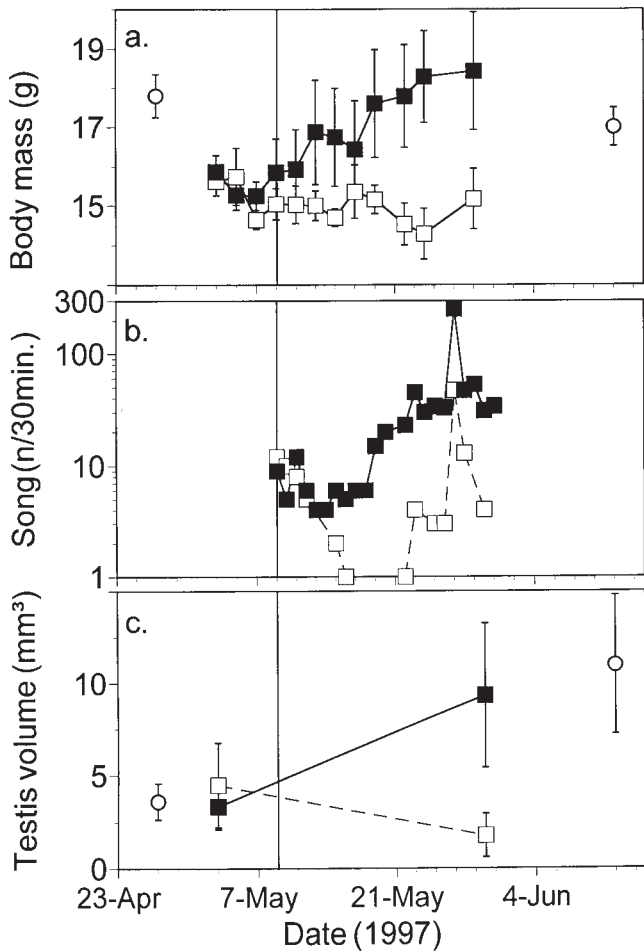 a.
Body mass (g)
19
17
15
b.
Song (n/30min.)
300
100
10
1
c.
Testis volume (mm³)
10
5
0
23-Apr 7-May 21-May 4-Jun
Date (1997)